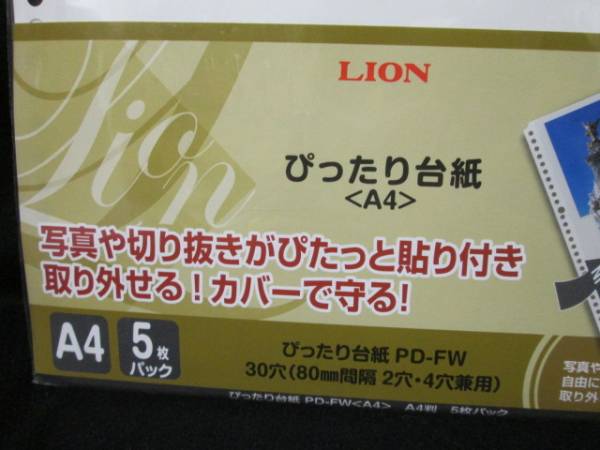 Lion
LION
ぴったり台紙
<A4>
写真や切り抜きがぴたっと貼り付き
取り外せる!カバーで守る!
A4
5枚
パック
ぴったり台紙 PD-FW
30穴(80mm間隔 2穴・4穴兼用)
写真や
自由に
取り外
ぴったり台紙 PD-FW<A4> A4判 5枚パック